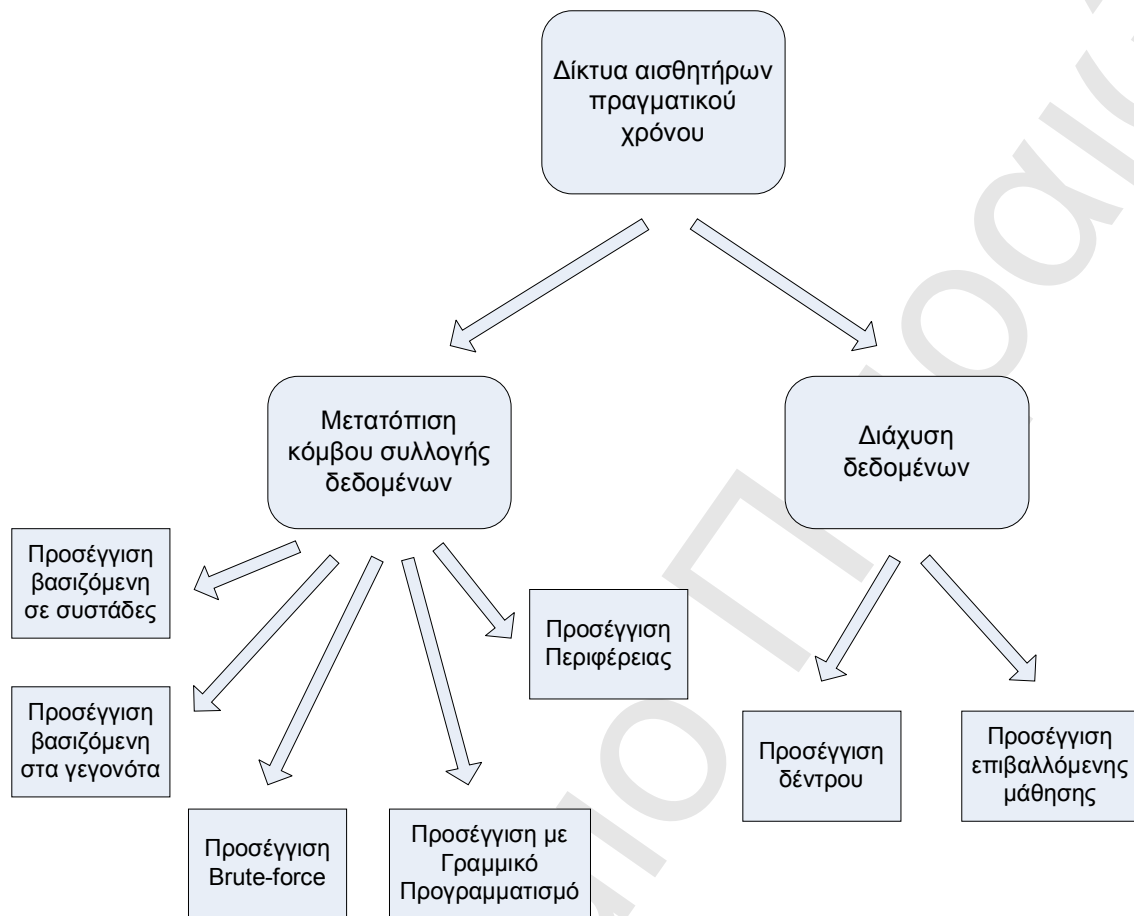 Δίκτυα αισθητήρων
πραγματικού
χρόνου
Μετατόπιση
κόμβου συλλογής
δεδομένων
Διάχυση
δεδομένων
Προσέγγιση
βασιζόμενη
σε συστάδες
Προσέγγιση
Περιφέρειας
Προσέγγιση
βασιζόμενη
στα γεγονότα
Προσέγγιση
δέντρου
Προσέγγιση
επιβαλλόμενης
μάθησης
Προσέγγιση
Brute-force
Προσέγγιση με
Γραμμικό
Προγραμματισμό